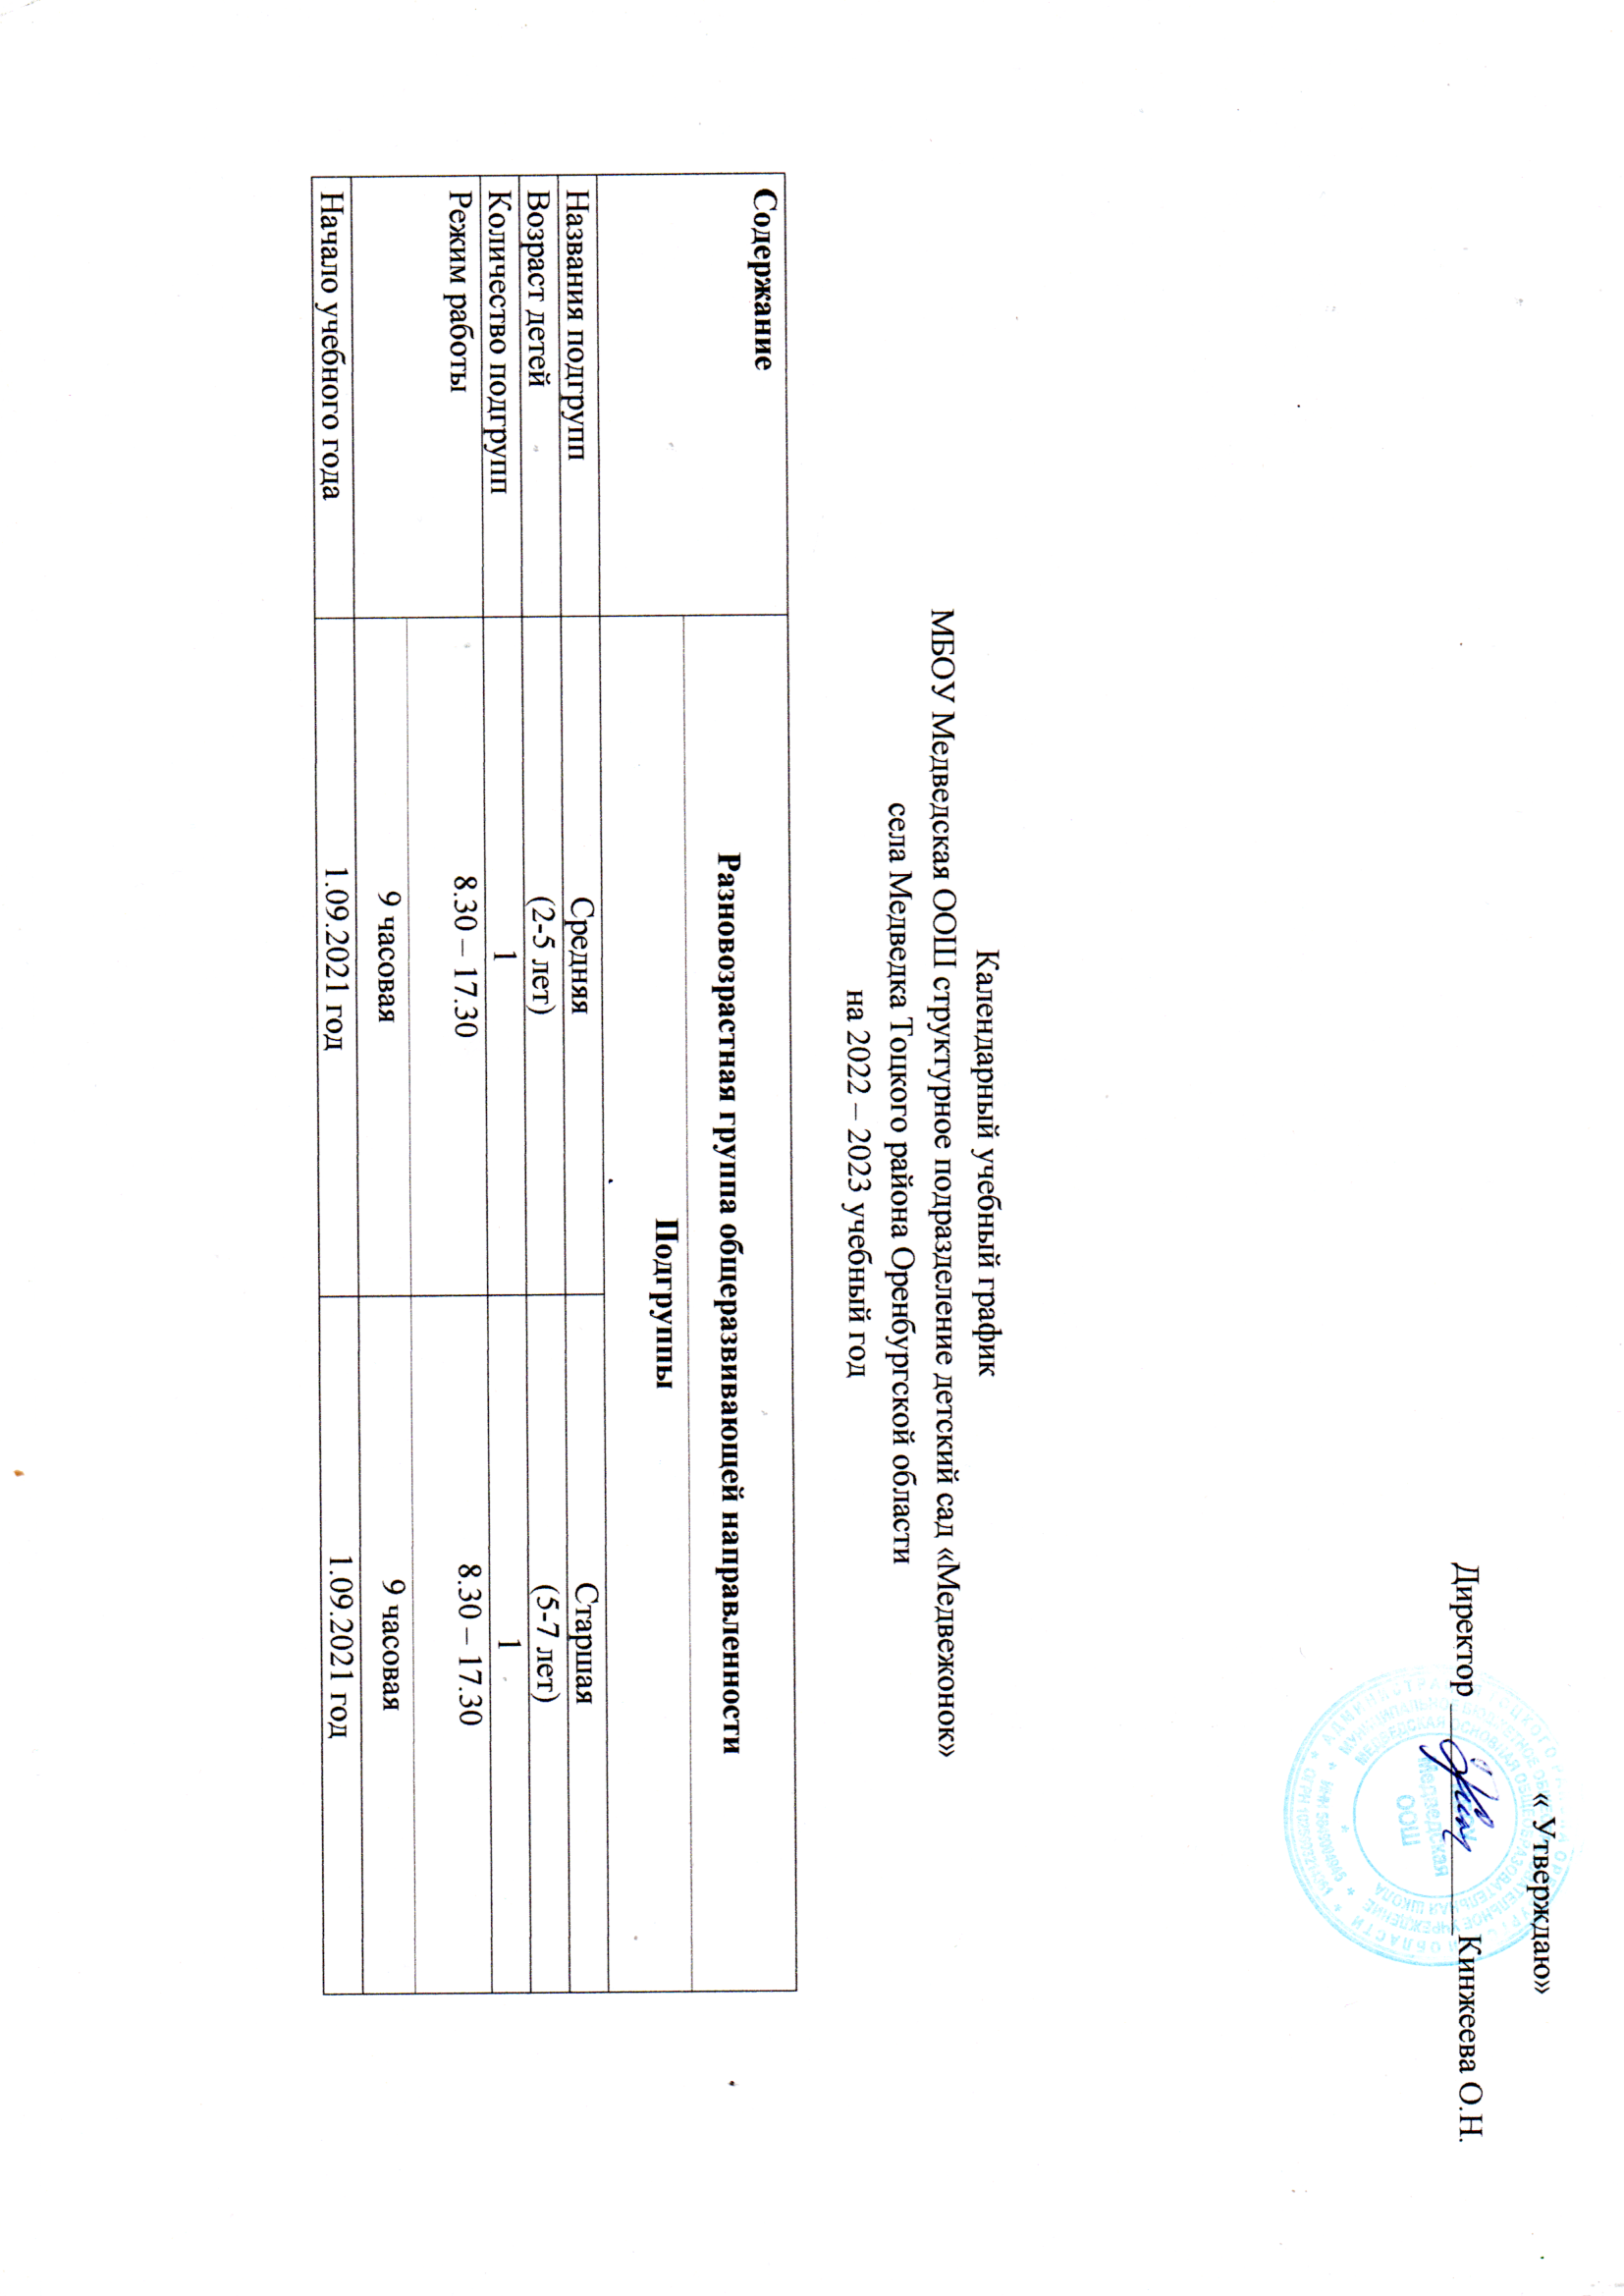 « Утверждаю»
Директор Кинжеева О.Н.
Медведская
ООШ
Календарный учебный график
МБОУ Медведская ООШ структурное подразделение детский сад «Медвежонок»
села Медведка Тоцкого района Оренбургской области
на 2022 – 2023 учебный год
Содержание
Разновозрастная группа общеразвивающей направленности
Подгруппы
Названия подгрупп Средняя Старшая
Возраст детей (2-5 лет) (5-7 лет)
Количество подгрупп 1 1
Режим работы 8.30 – 17.30 8.30 – 17.30
9 часовая 9 часовая
Начало учебного года 1.09.2021 год 1.09.2021 год